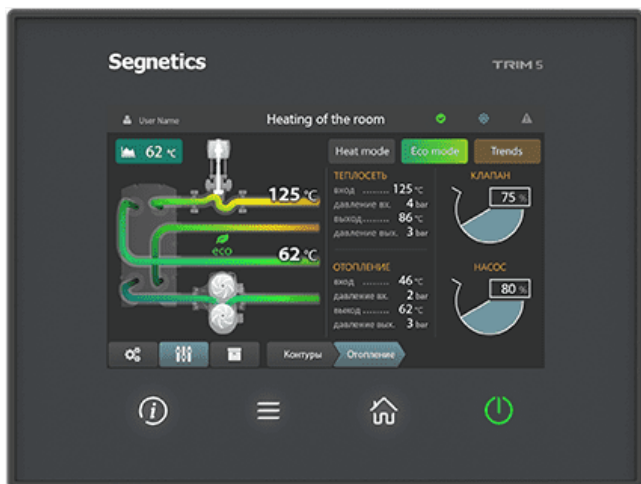 Segnetics
TRIM 5
User Name
Heating of the room
62 °C
Heat mode
Eco mode
Trends
125 °C
eco
62 °C
ТЕПЛОСЕТЬ
вход ......... 125 °C
давление вх. 4 bar
выход ......... 86 °C
давление вых. 3 bar
КЛАПАН
75 %
ОТОПЛЕНИЕ
вход ......... 46 °C
давление вх. 2 bar
выход ......... 62 °C
давление вых. 3 bar
НАСОС
80 %
Контуры
Отопление